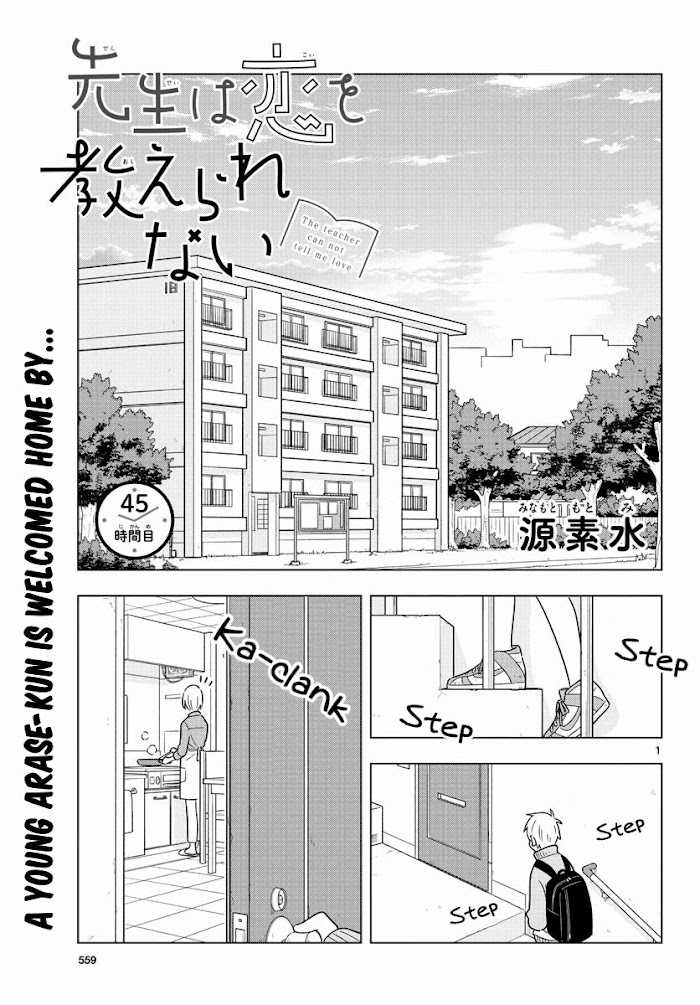 先生は恋を
せん せい こい
教えられ
おし
ない
The teacher
can not
tell me love
18
45
時間目
じ かん め
みなもと もと み
源 素水
A YOUNG ARASE-KUN IS WELCOMED HOME BY...
Step
Step
1
Step
Step
Ka-clank
559